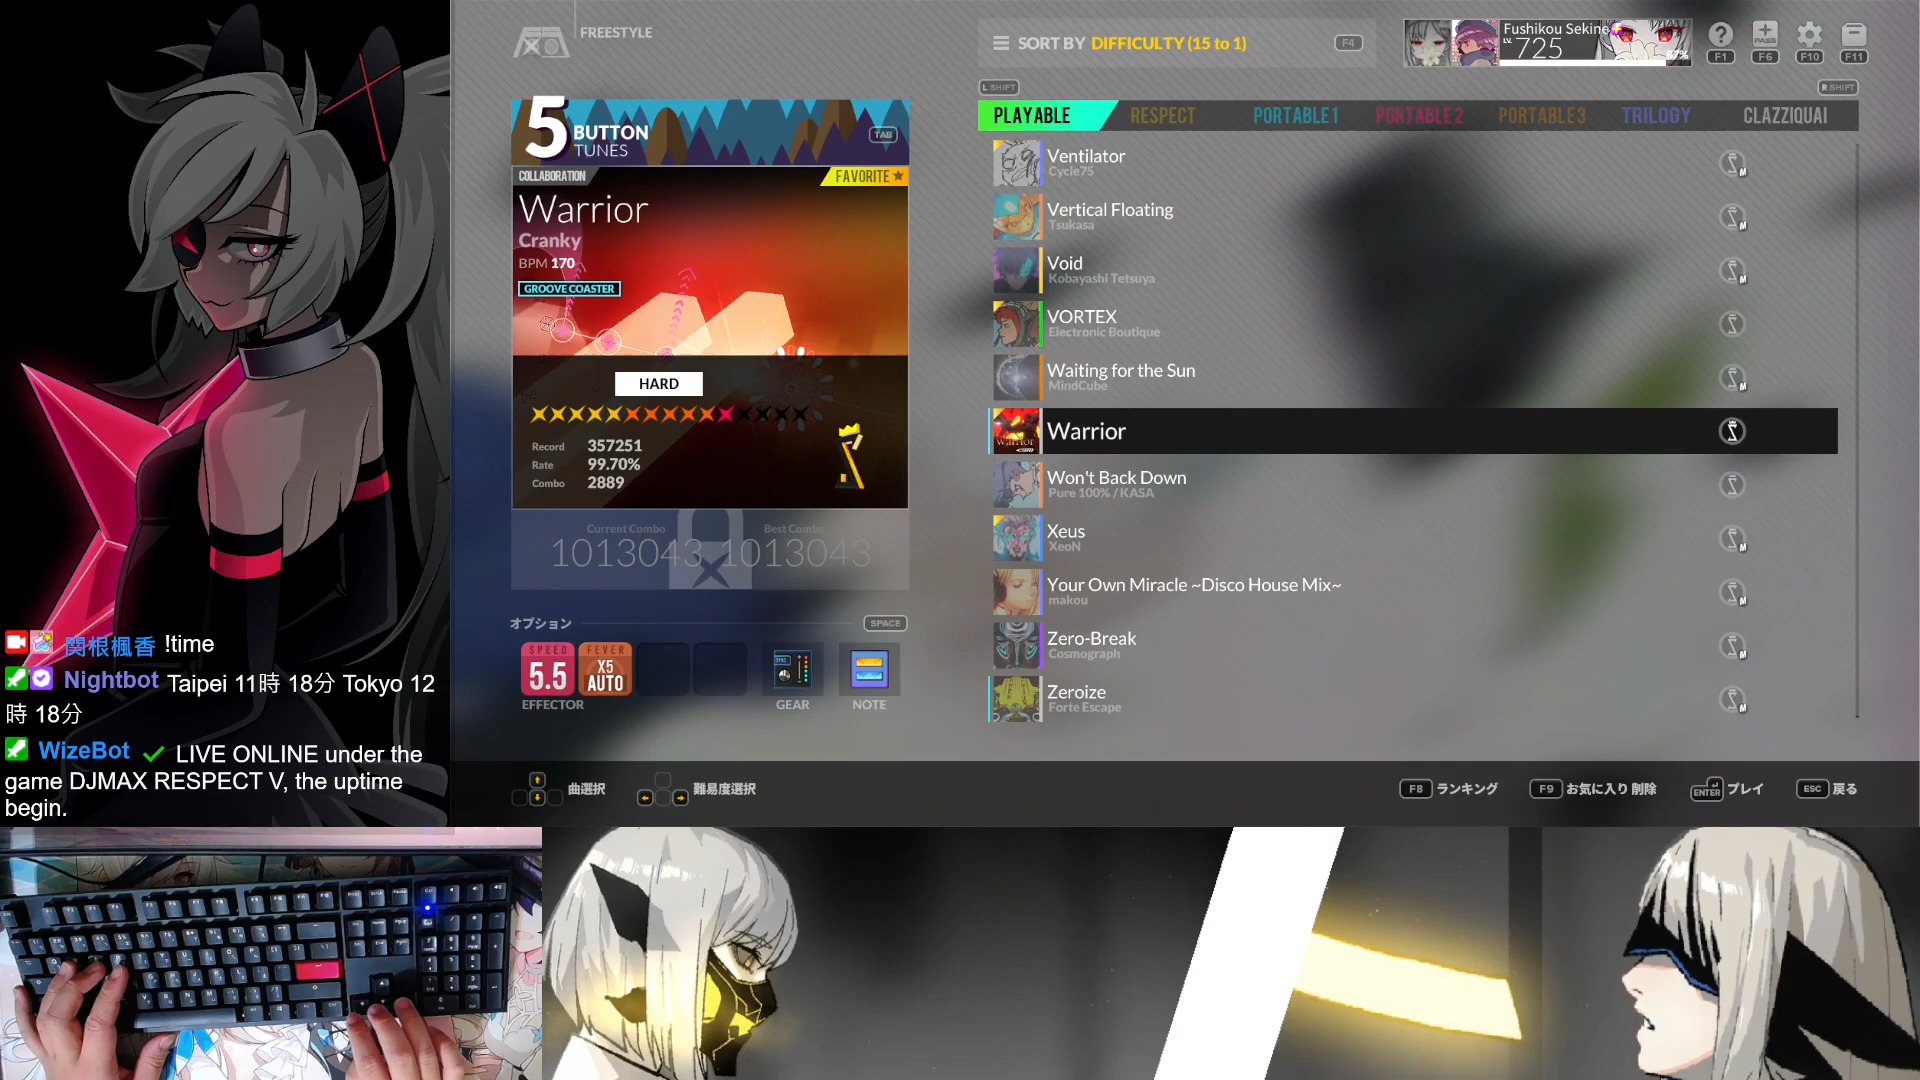 FREESTYLE
SORT BY DIFFICULTY (15 to 1)
F4
Fushikou Sekine
LV. 725
87%
F1
PASS
F6
F10
F11
L SHIFT
R SHIFT
PLAYABLE
RESPECT
PORTABLE1
PORTABLE2
PORTABLE3
TRILOGY
CLAZZIQUAI
5 BUTTON
TUNES
TAB
COLLABORATION
FAVORITE
Warrior
Cranky
BPM 170
GROOVE COASTER
HARD
Record 357251
Rate 99.70%
Combo 2889
Current Combo
Best Combo
1013043
1013043
オプション
SPACE
SPEED
5.5
FEVER
X5
AUTO
EFFECTOR
GEAR
NOTE
Ventilator
Cycle75
Vertical Floating
Tsukasa
Void
Kobayashi Tetsuya
VORTEX
Electronic Boutique
Waiting for the Sun
MindCube
Warrior
Won't Back Down
Pure 100% / KASA
Xeus
XeoN
Your Own Miracle ~Disco House Mix~
makou
Zero-Break
Cosmograph
Zeroize
Forte Escape
曲選択
難易度選択
F8 ランキング
F9 お気に入り 削除
ENTER プレイ
ESC 戻る
関根楓香 !time
Nightbot Taipei 11時 18分 Tokyo 12
時 18分
WizeBot LIVE ONLINE under the
game DJMAX RESPECT V, the uptime
begin.